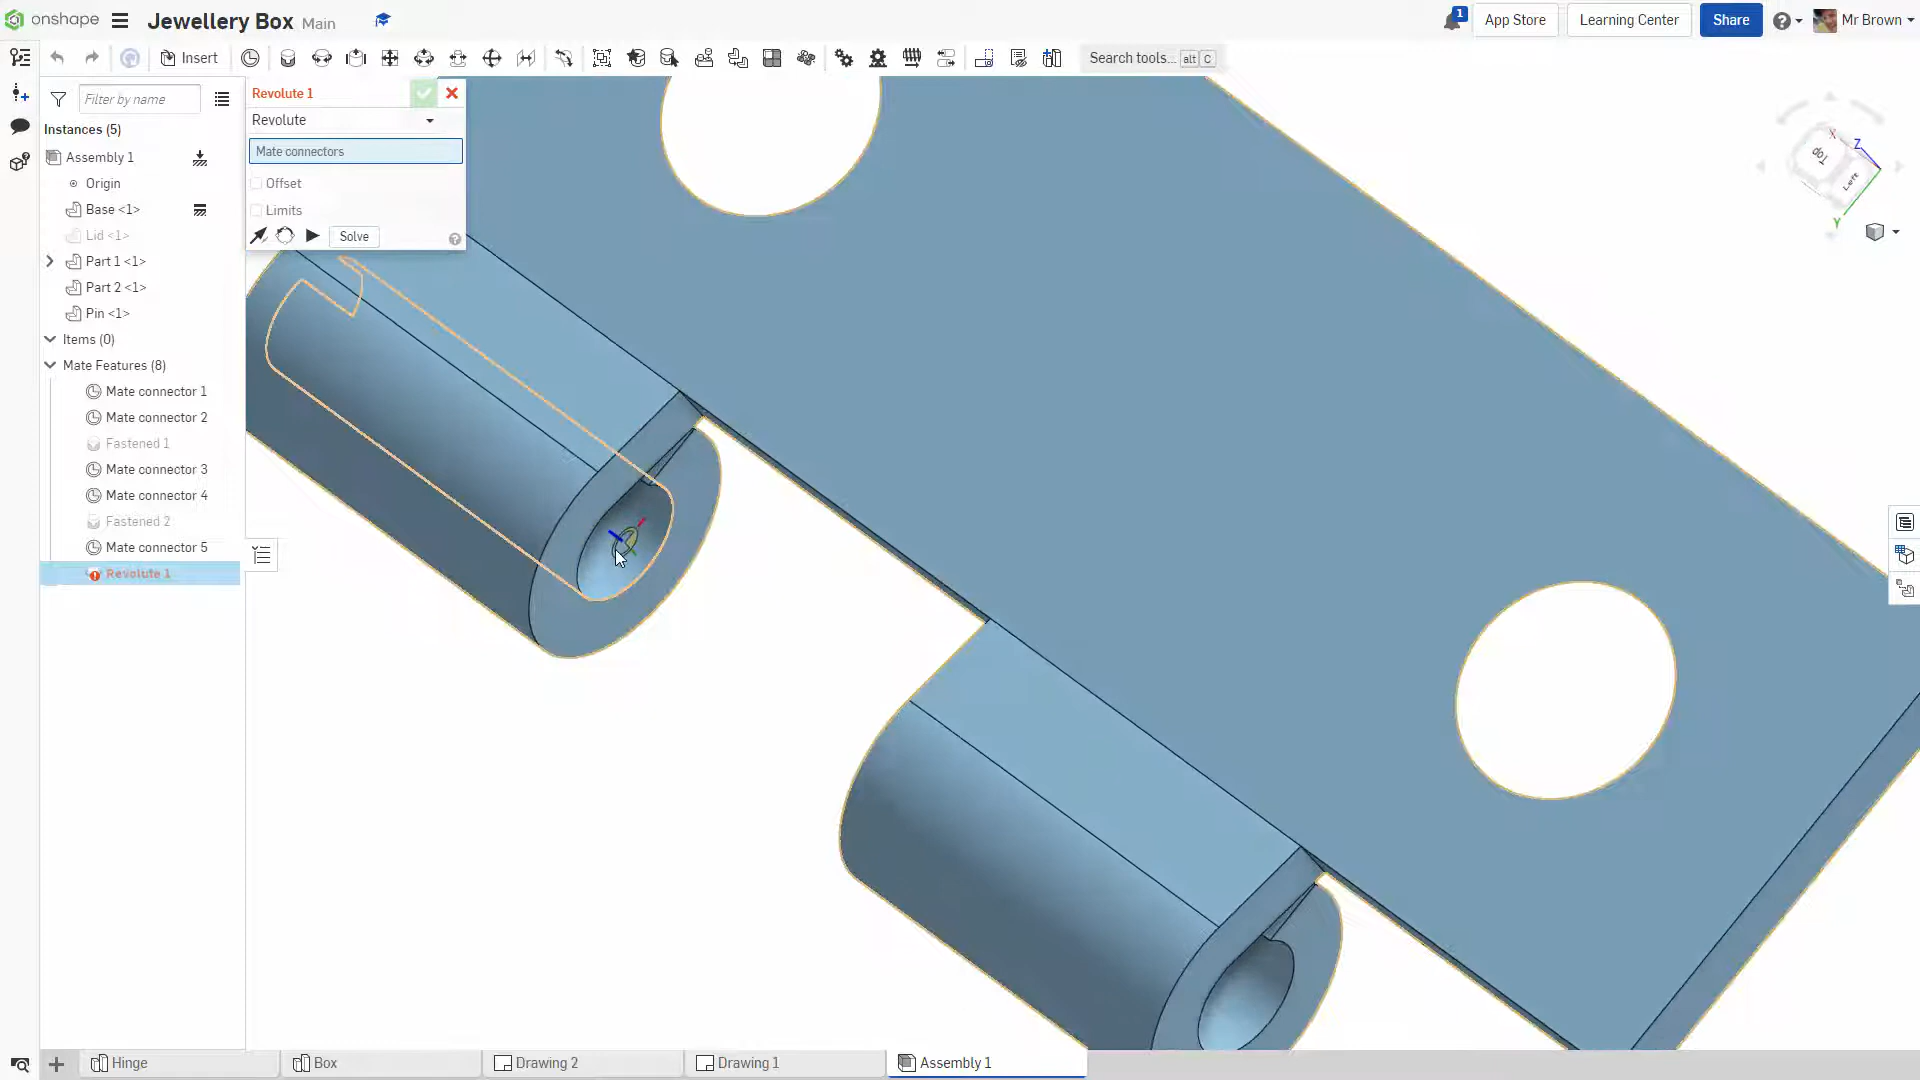 onshape
Jewellery Box Main
1
App Store
Learning Center
Share
Mr Brown
Insert
Search tools... alt C
Filter by name
Instances (5)
Assembly 1
Origin
Base <1>
Lid <1>
Part 1 <1>
Part 2 <1>
Pin <1>
Items (0)
Mate Features (8)
Mate connector 1
Mate connector 2
Fastened 1
Mate connector 3
Mate connector 4
Fastened 2
Mate connector 5
Revolute 1
Revolute 1
Revolute
Mate connectors
Offset
Limits
Solve
X
Z
Top
Left
Y
Hinge
Box
Drawing 2
Drawing 1
Assembly 1